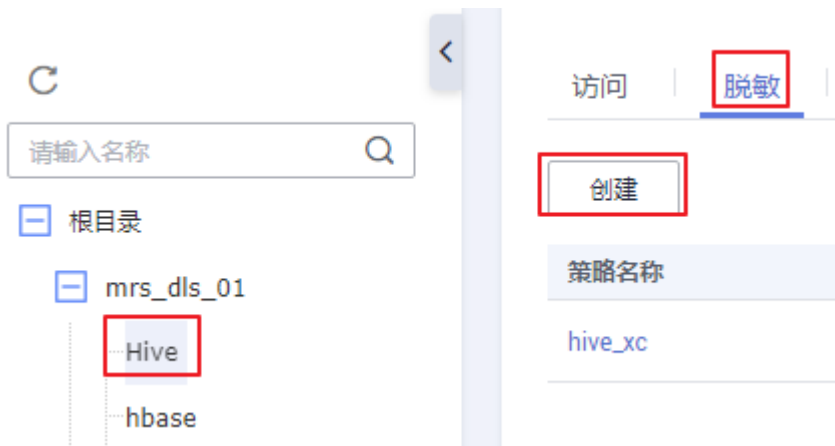 请输入名称
根目录
mrs_dls_01
Hive
hbase
访问 脱敏
创建
策略名称
hive_xc